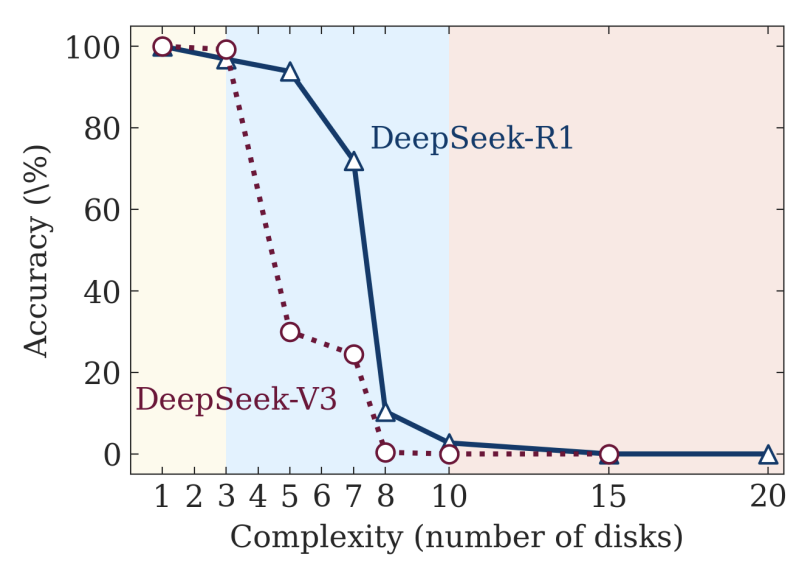 100
80
60
40
20
0
Accuracy (\%)
DeepSeek-R1
DeepSeek-V3
1 2 3 4 5 6 7 8 10 15 20
Complexity (number of disks)